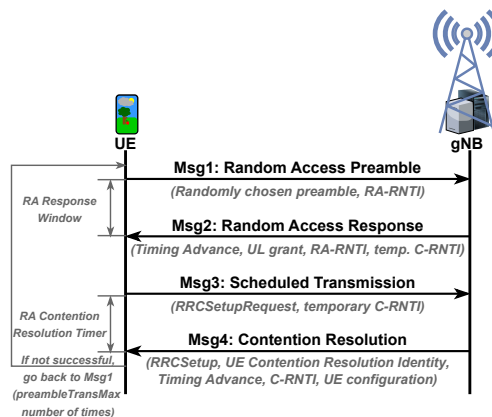 UE
gNB
Msg1: Random Access Preamble
(Randomly chosen preamble, RA-RNTI)
RA Response
Window
Msg2: Random Access Response
(Timing Advance, UL grant, RA-RNTI, temp. C-RNTI)
Msg3: Scheduled Transmission
(RRCSetupRequest, temporary C-RNTI)
RA Contention
Resolution Timer
Msg4: Contention Resolution
(RRCSetup, UE Contention Resolution Identity,
Timing Advance, C-RNTI, UE configuration)
If not successful,
go back to Msg1
(preambleTransMax
number of times)